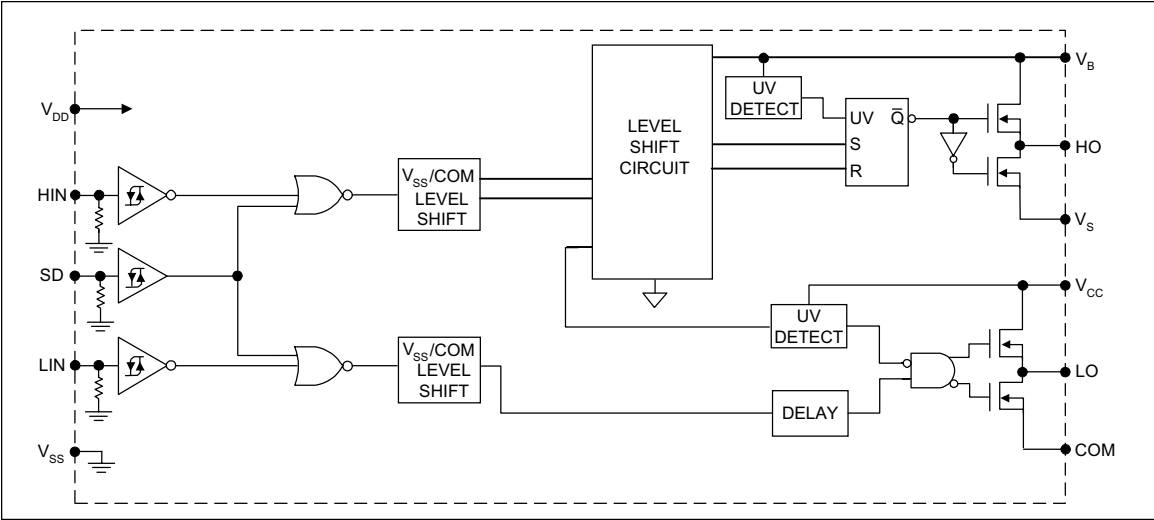 V_B
UV
DETECT
V_DD
LEVEL
SHIFT
CIRCUIT
UV
Q̅
S
R
HO
HIN
V_SS/COM
LEVEL
SHIFT
V_S
SD
V_CC
UV
DETECT
LIN
V_SS/COM
LEVEL
SHIFT
LO
DELAY
V_SS
COM